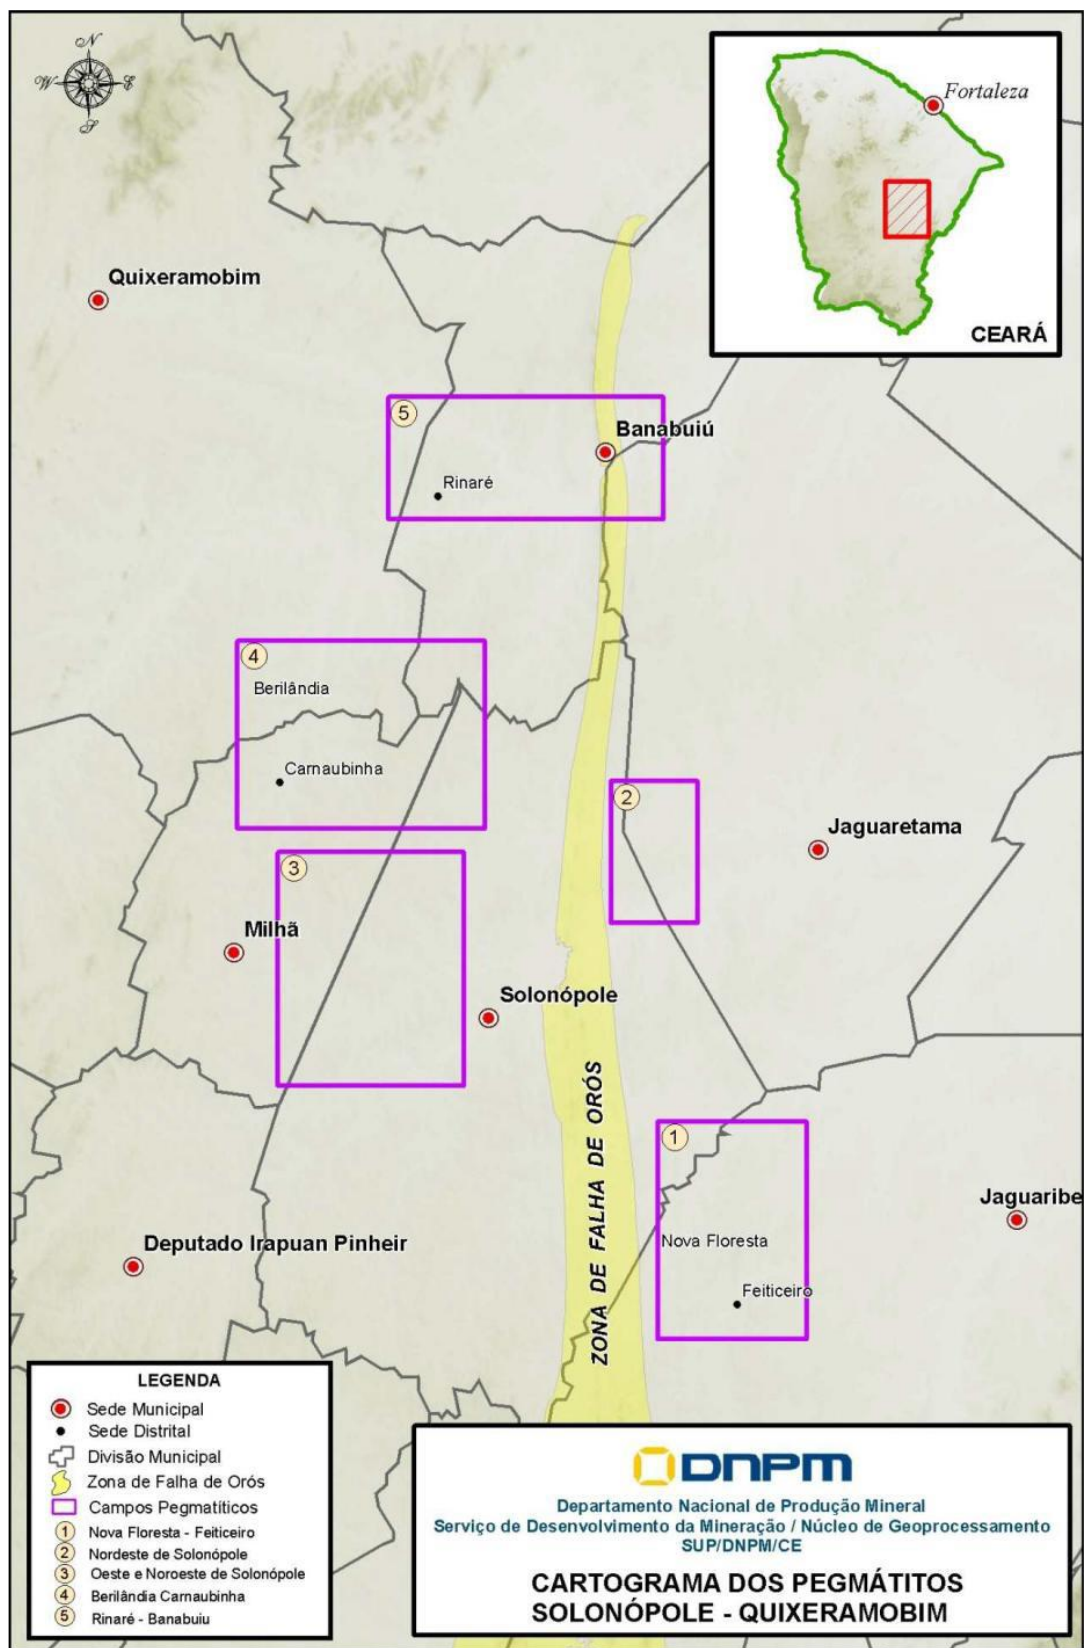 N
W E
S
Fortaleza
CEARÁ
Quixeramobim
5
Banabuiú
Rinaré
4
Berilândia
Carnaubinha
2
Jaguaretama
3
Milhã
Solonópole
ZONA DE FALHA DE ORÓS
1
Jaguaribe
Nova Floresta
Deputado Irapuan Pinheir
Feiticeiro
LEGENDA
Sede Municipal
Sede Distrital
Divisão Municipal
Zona de Falha de Orós
Campos Pegmatíticos
1 Nova Floresta - Feiticeiro
2 Nordeste de Solonópole
3 Oeste e Noroeste de Solonópole
4 Berilândia Carnaubinha
5 Rinaré - Banabuiu
DNPM
Departamento Nacional de Produção Mineral
Serviço de Desenvolvimento da Mineração / Núcleo de Geoprocessamento
SUP/DNPM/CE
CARTOGRAMA DOS PEGMÁTITOS
SOLONÓPOLE - QUIXERAMOBIM